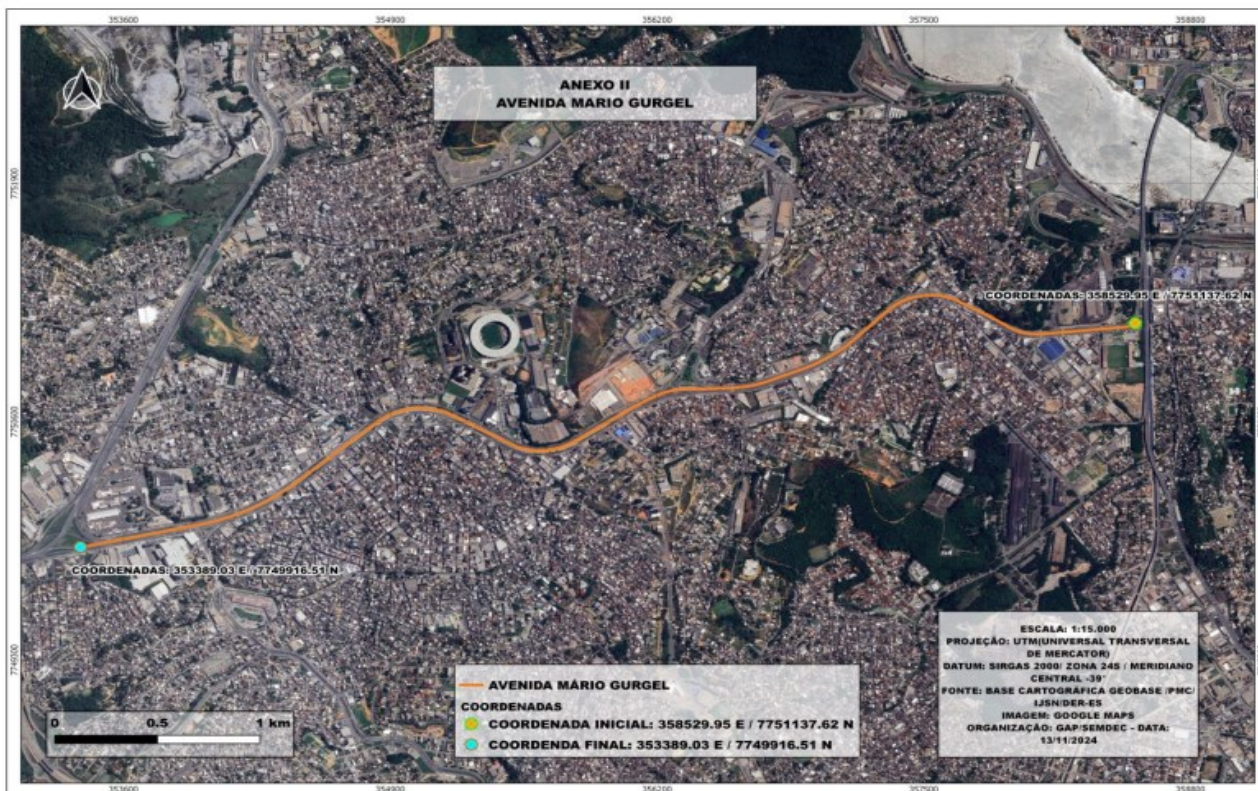 353600 354900 356200 357500 358800
ANEXO II
AVENIDA MARIO GURGEL
7751900
COORDENADAS: 358529.95 E / 7751137.62 N
7750600
COORDENADAS: 353389.03 E / 7749916.51 N
7749300
AVENIDA MÁRIO GURGEL
COORDENADAS
COORDENADA INICIAL: 358529.95 E / 7751137.62 N
COORDENDA FINAL: 353389.03 E / 7749916.51 N
0 0.5 1 km
ESCALA: 1:15.000
PROJEÇÃO: UTM(UNIVERSAL TRANSVERSAL
DE MERCATOR)
DATUM: SIRGAS 2000/ ZONA 24S / MERIDIANO
CENTRAL -39°
FONTE: BASE CARTOGRÁFICA GEOBASE /PMC/
IJSN/DER-ES
IMAGEM: GOOGLE MAPS
ORGANIZAÇÃO: GAP/SEMDEC - DATA:
13/11/2024
353600 354900 356200 357500 358800